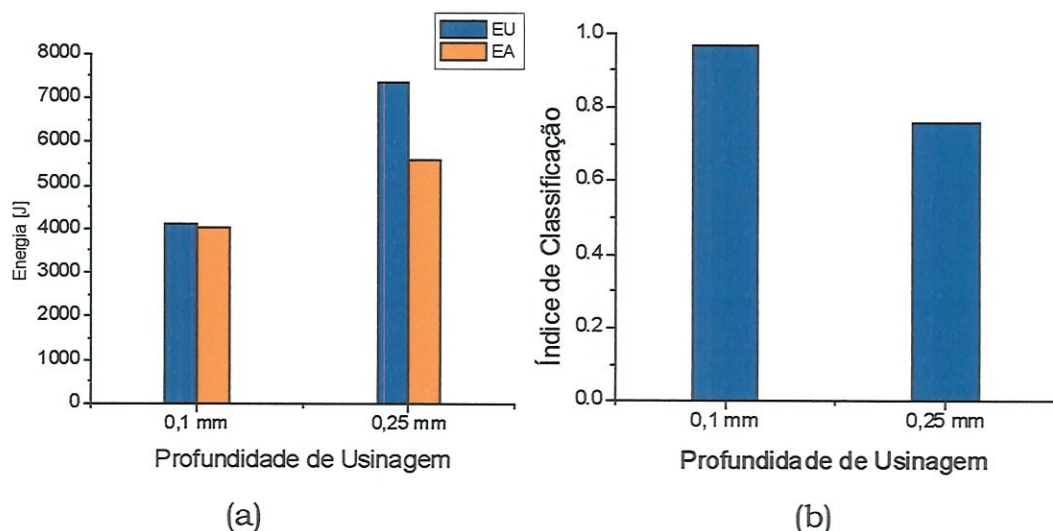 EU
EA
8000
7000
6000
5000
4000
3000
2000
1000
0
Energia [J]
0,1 mm
0,25 mm
Profundidade de Usinagem
(a)
1.0
0.8
0.6
0.4
0.2
0.0
Índice de Classificação
0,1 mm
0,25 mm
Profundidade de Usinagem
(b)